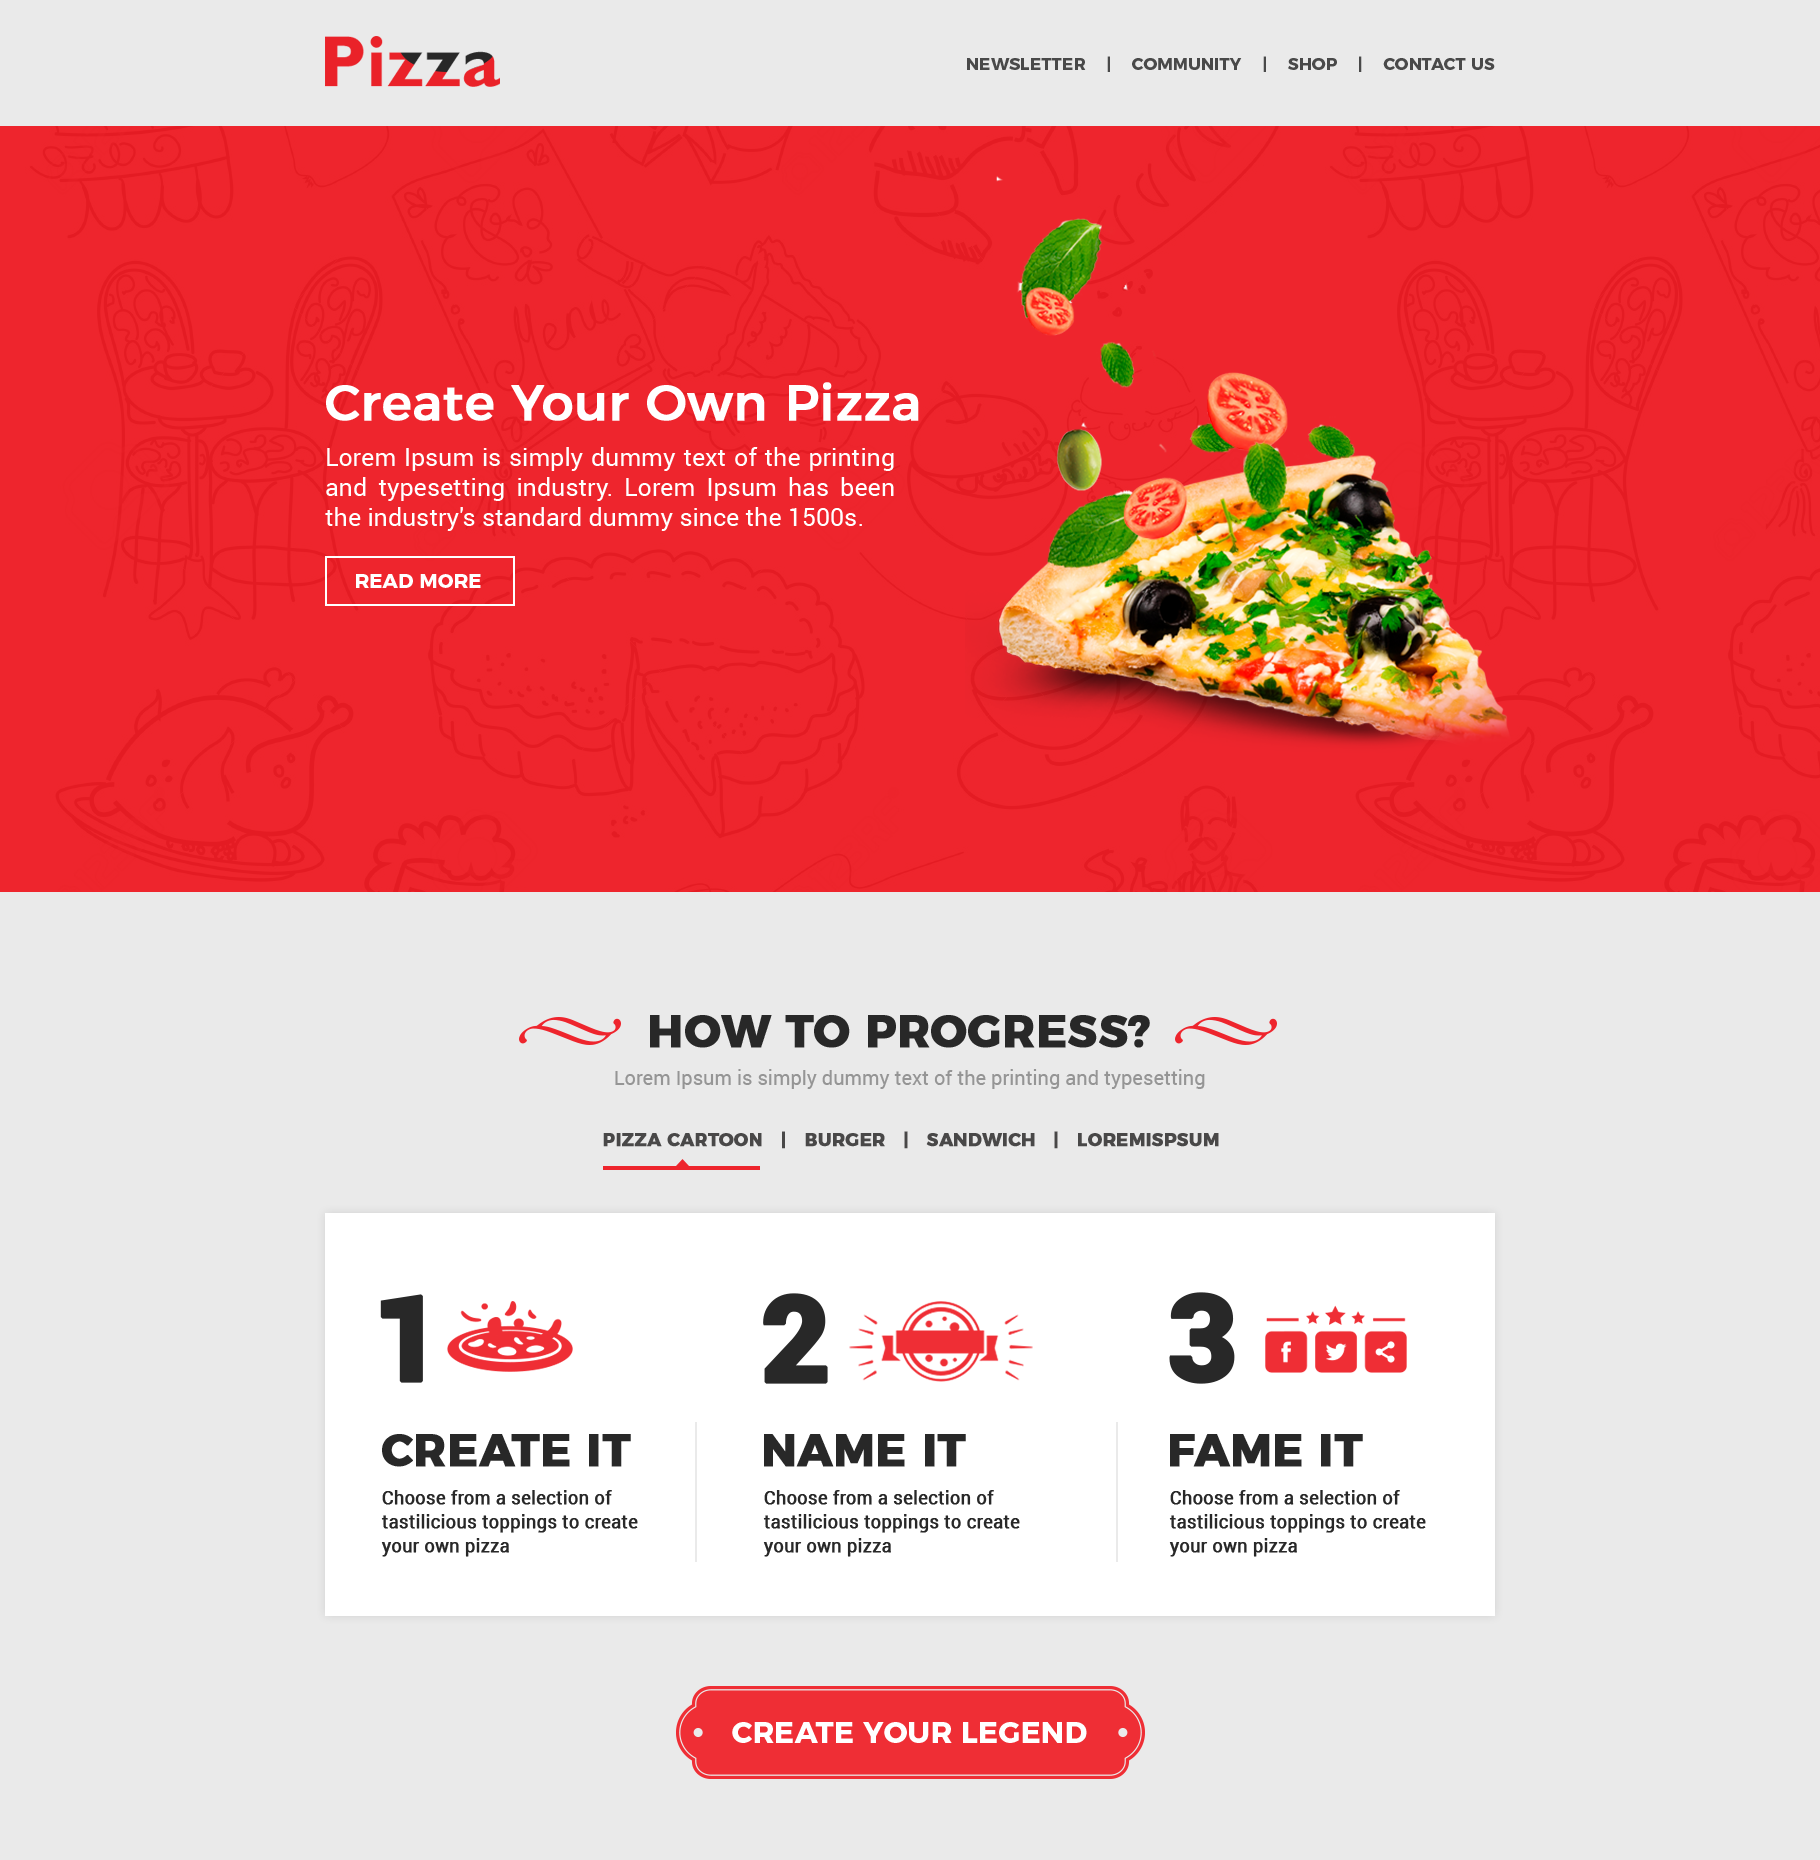 Pizza
NEWSLETTER | COMMUNITY | SHOP | CONTACT US
Menu
Create Your Own Pizza
Lorem Ipsum is simply dummy text of the printing
and typesetting industry. Lorem Ipsum has been
the industry's standard dummy since the 1500s.
READ MORE
HOW TO PROGRESS?
Lorem Ipsum is simply dummy text of the printing and typesetting
PIZZA CARTOON | BURGER | SANDWICH | LOREMISPSUM
1
CREATE IT
Choose from a selection of
tastilicious toppings to create
your own pizza
2
NAME IT
Choose from a selection of
tastilicious toppings to create
your own pizza
3
FAME IT
Choose from a selection of
tastilicious toppings to create
your own pizza
CREATE YOUR LEGEND